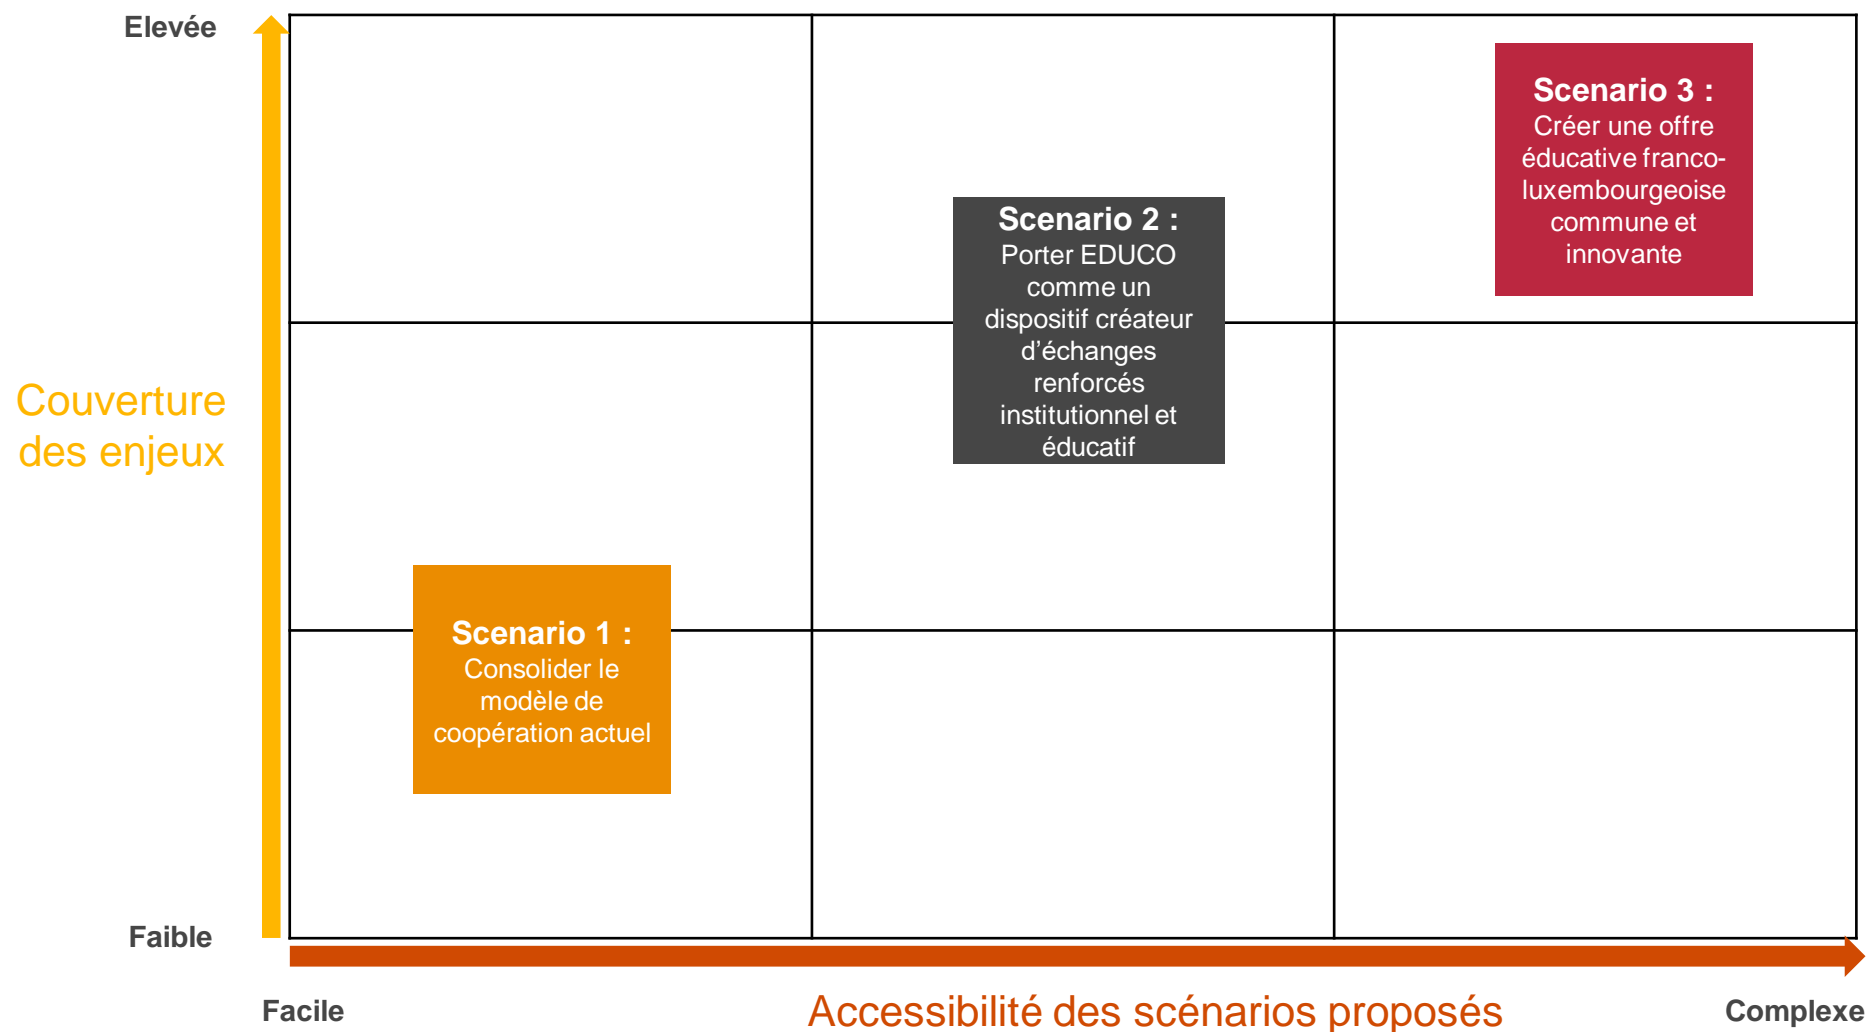 Elevée
Scenario 3 :
Créer une offre
éducative franco-
luxembourgeoise
commune et
innovante
Scenario 2 :
Porter EDUCO
comme un
dispositif créateur
d'échanges
renforcés
institutionnel et
éducatif
Couverture
des enjeux
Scenario 1 :
Consolider le
modèle de
coopération actuel
Faible
Facile
Accessibilité des scénarios proposés
Complexe